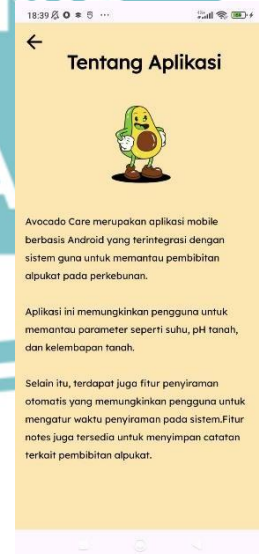 18:39
Tentang Aplikasi
Avocado Care merupakan aplikasi mobile
berbasis Android yang terintegrasi dengan
sistem guna untuk memantau pembibitan
alpukat pada perkebunan.
Aplikasi ini memungkinkan pengguna untuk
memantau parameter seperti suhu, pH tanah,
dan kelembapan tanah.
Selain itu, terdapat juga fitur penyiraman
otomatis yang memungkinkan pengguna untuk
mengatur waktu penyiraman pada sistem.Fitur
notes juga tersedia untuk menyimpan catatan
terkait pembibitan alpukat.